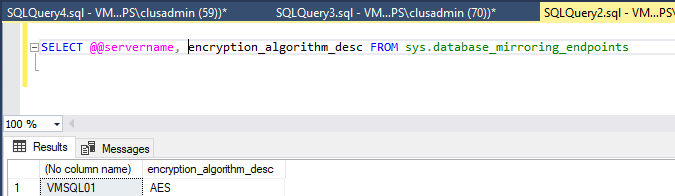 SQLQuery4.sql - VM...PS\clusadmin (59))* SQLQuery3.sql - VM...PS\clusadmin (70))* SQLQuery2.sql - VM...PS\
SELECT @@servername, encryption_algorithm_desc FROM sys.database_mirroring_endpoints
100 %
Results Messages
(No column name) encryption_algorithm_desc
1 VMSQL01 AES